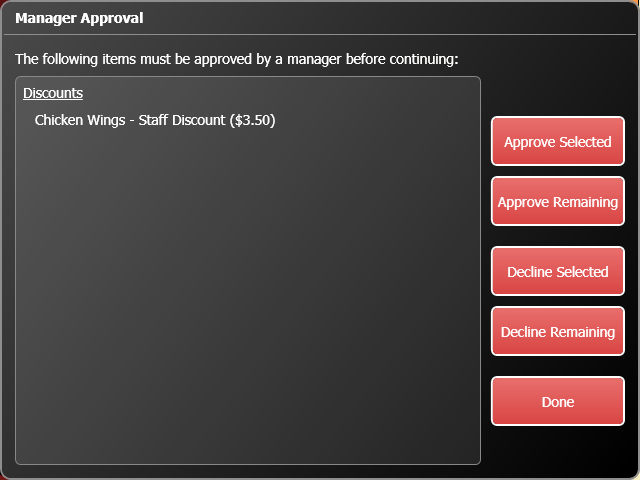 Manager Approval
The following items must be approved by a manager before continuing:
Discounts
Chicken Wings - Staff Discount ($3.50)
Approve Selected
Approve Remaining
Decline Selected
Decline Remaining
Done